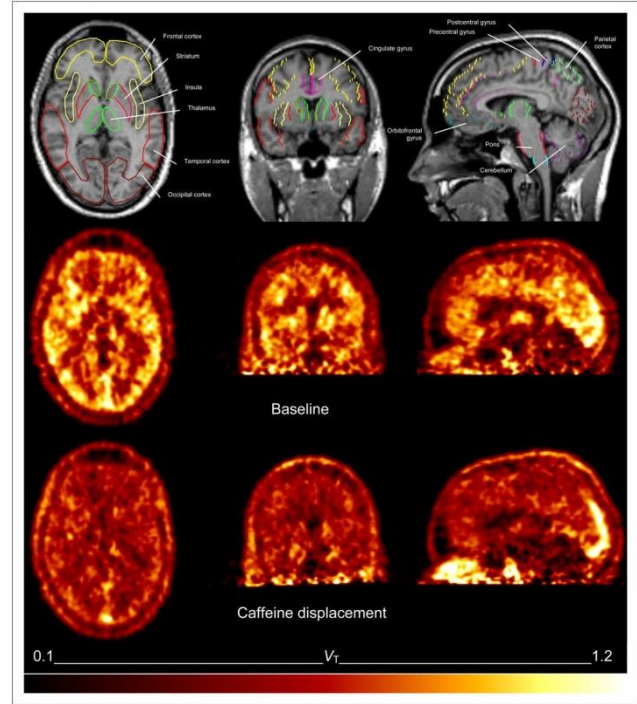 Frontal cortex
Striatum
Insula
Thalamus
Temporal cortex
Occipital cortex
Cingulate gyrus
Postcentral gyrus
Precentral gyrus
Parietal
cortex
Orbitofrontal
gyrus
Pons
Cerebellum
Baseline
Caffeine displacement
0.1 VT 1.2